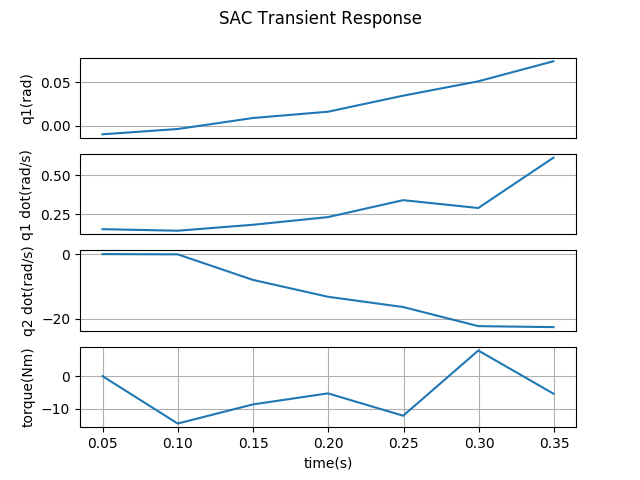 SAC Transient Response
q1(rad)
0.05
0.00
q1 dot(rad/s)
0.50
0.25
q2 dot(rad/s)
0
−20
torque(Nm)
0
−10
0.05 0.10 0.15 0.20 0.25 0.30 0.35
time(s)